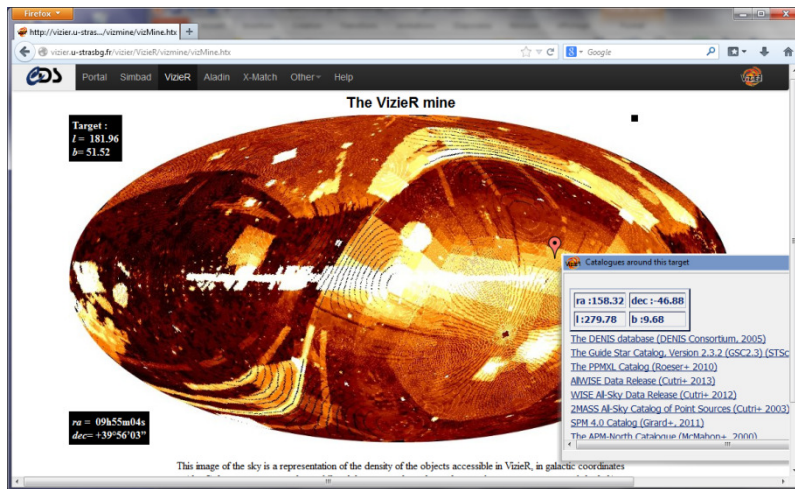 Firefox
http://vizier.u-stras.../vizmine/vizMine.htx
vizier.u-strasbg.fr/vizier/VizieR/vizmine/vizMine.htx
Google
CDS Portal Simbad VizieR Aladin X-Match Other Help
The VizieR mine
Target :
l = 181.96
b= 51.52
Catalogues around this target
ra :158.32 dec :-46.88
l :279.78 b :9.68
The DENIS database (DENIS Consortium, 2005)
The Guide Star Catalog, Version 2.3.2 (GSC2.3) (STSc
The PPMXL Catalog (Roeser+ 2010)
AllWISE Data Release (Cutri+ 2013)
WISE All-Sky Data Release (Cutri+ 2012)
2MASS All-Sky Catalog of Point Sources (Cutri+ 2003)
SPM 4.0 Catalog (Girard+, 2011)
The APM-North Catalogue (McMahon+, 2000)
ra = 09h55m04s
dec= +39°56'03"
This image of the sky is a representation of the density of the objects accessible in VizieR, in galactic coordinates